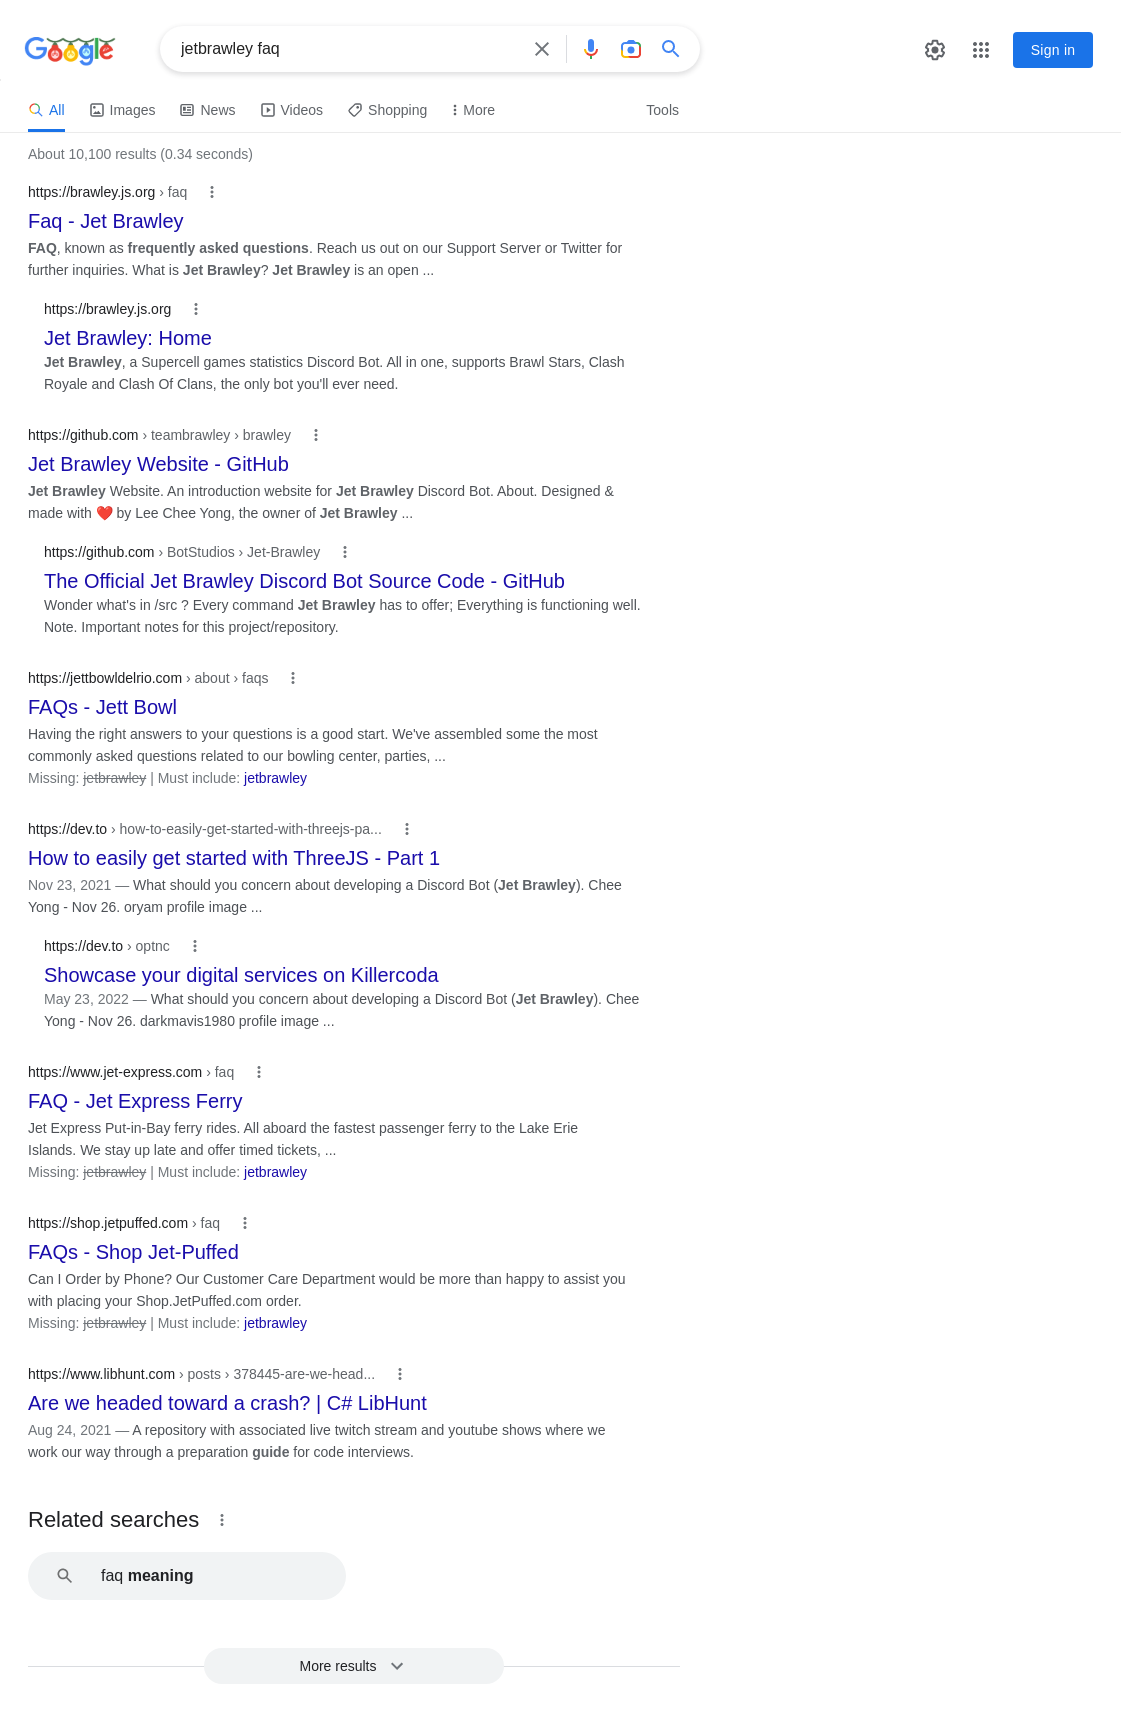 Google
jetbrawley faq
Sign in
All Images News Videos Shopping More Tools
About 10,100 results (0.34 seconds)
https://brawley.js.org › faq
Faq - Jet Brawley
FAQ, known as frequently asked questions. Reach us out on our Support Server or Twitter for
further inquiries. What is Jet Brawley? Jet Brawley is an open ...
https://brawley.js.org
Jet Brawley: Home
Jet Brawley, a Supercell games statistics Discord Bot. All in one, supports Brawl Stars, Clash
Royale and Clash Of Clans, the only bot you'll ever need.
https://github.com › teambrawley › brawley
Jet Brawley Website - GitHub
Jet Brawley Website. An introduction website for Jet Brawley Discord Bot. About. Designed &
made with ❤️ by Lee Chee Yong, the owner of Jet Brawley ...
https://github.com › BotStudios › Jet-Brawley
The Official Jet Brawley Discord Bot Source Code - GitHub
Wonder what's in /src ? Every command Jet Brawley has to offer; Everything is functioning well.
Note. Important notes for this project/repository.
https://jettbowldelrio.com › about › faqs
FAQs - Jett Bowl
Having the right answers to your questions is a good start. We've assembled some the most
commonly asked questions related to our bowling center, parties, ...
Missing: jetbrawley | Must include: jetbrawley
https://dev.to › how-to-easily-get-started-with-threejs-pa...
How to easily get started with ThreeJS - Part 1
Nov 23, 2021 — What should you concern about developing a Discord Bot (Jet Brawley). Chee
Yong - Nov 26. oryam profile image ...
https://dev.to › optnc
Showcase your digital services on Killercoda
May 23, 2022 — What should you concern about developing a Discord Bot (Jet Brawley). Chee
Yong - Nov 26. darkmavis1980 profile image ...
https://www.jet-express.com › faq
FAQ - Jet Express Ferry
Jet Express Put-in-Bay ferry rides. All aboard the fastest passenger ferry to the Lake Erie
Islands. We stay up late and offer timed tickets, ...
Missing: jetbrawley | Must include: jetbrawley
https://shop.jetpuffed.com › faq
FAQs - Shop Jet-Puffed
Can I Order by Phone? Our Customer Care Department would be more than happy to assist you
with placing your Shop.JetPuffed.com order.
Missing: jetbrawley | Must include: jetbrawley
https://www.libhunt.com › posts › 378445-are-we-head...
Are we headed toward a crash? | C# LibHunt
Aug 24, 2021 — A repository with associated live twitch stream and youtube shows where we
work our way through a preparation guide for code interviews.
Related searches
faq meaning
More results